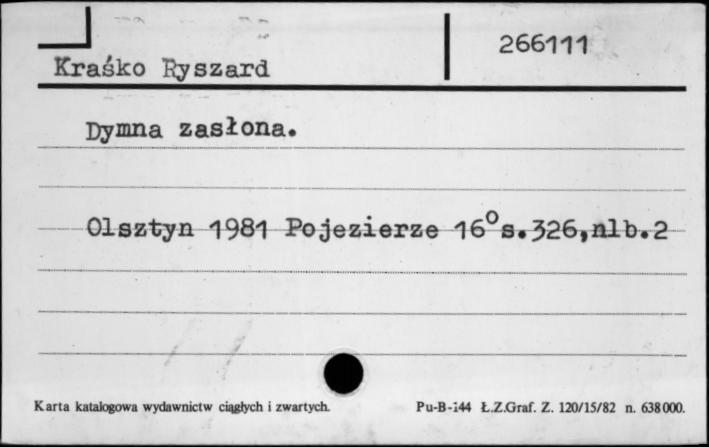 266111
Kraśko Ryszard
Dymna zasłona.
Olsztyn 1981 Pojezierze 16⁰s.326,nlb.2
Karta katalogowa wydawnictw ciągłych i zwartych. Pu-B-144 Ł.Z.Graf. Z. 120/15/82 n. 638000.